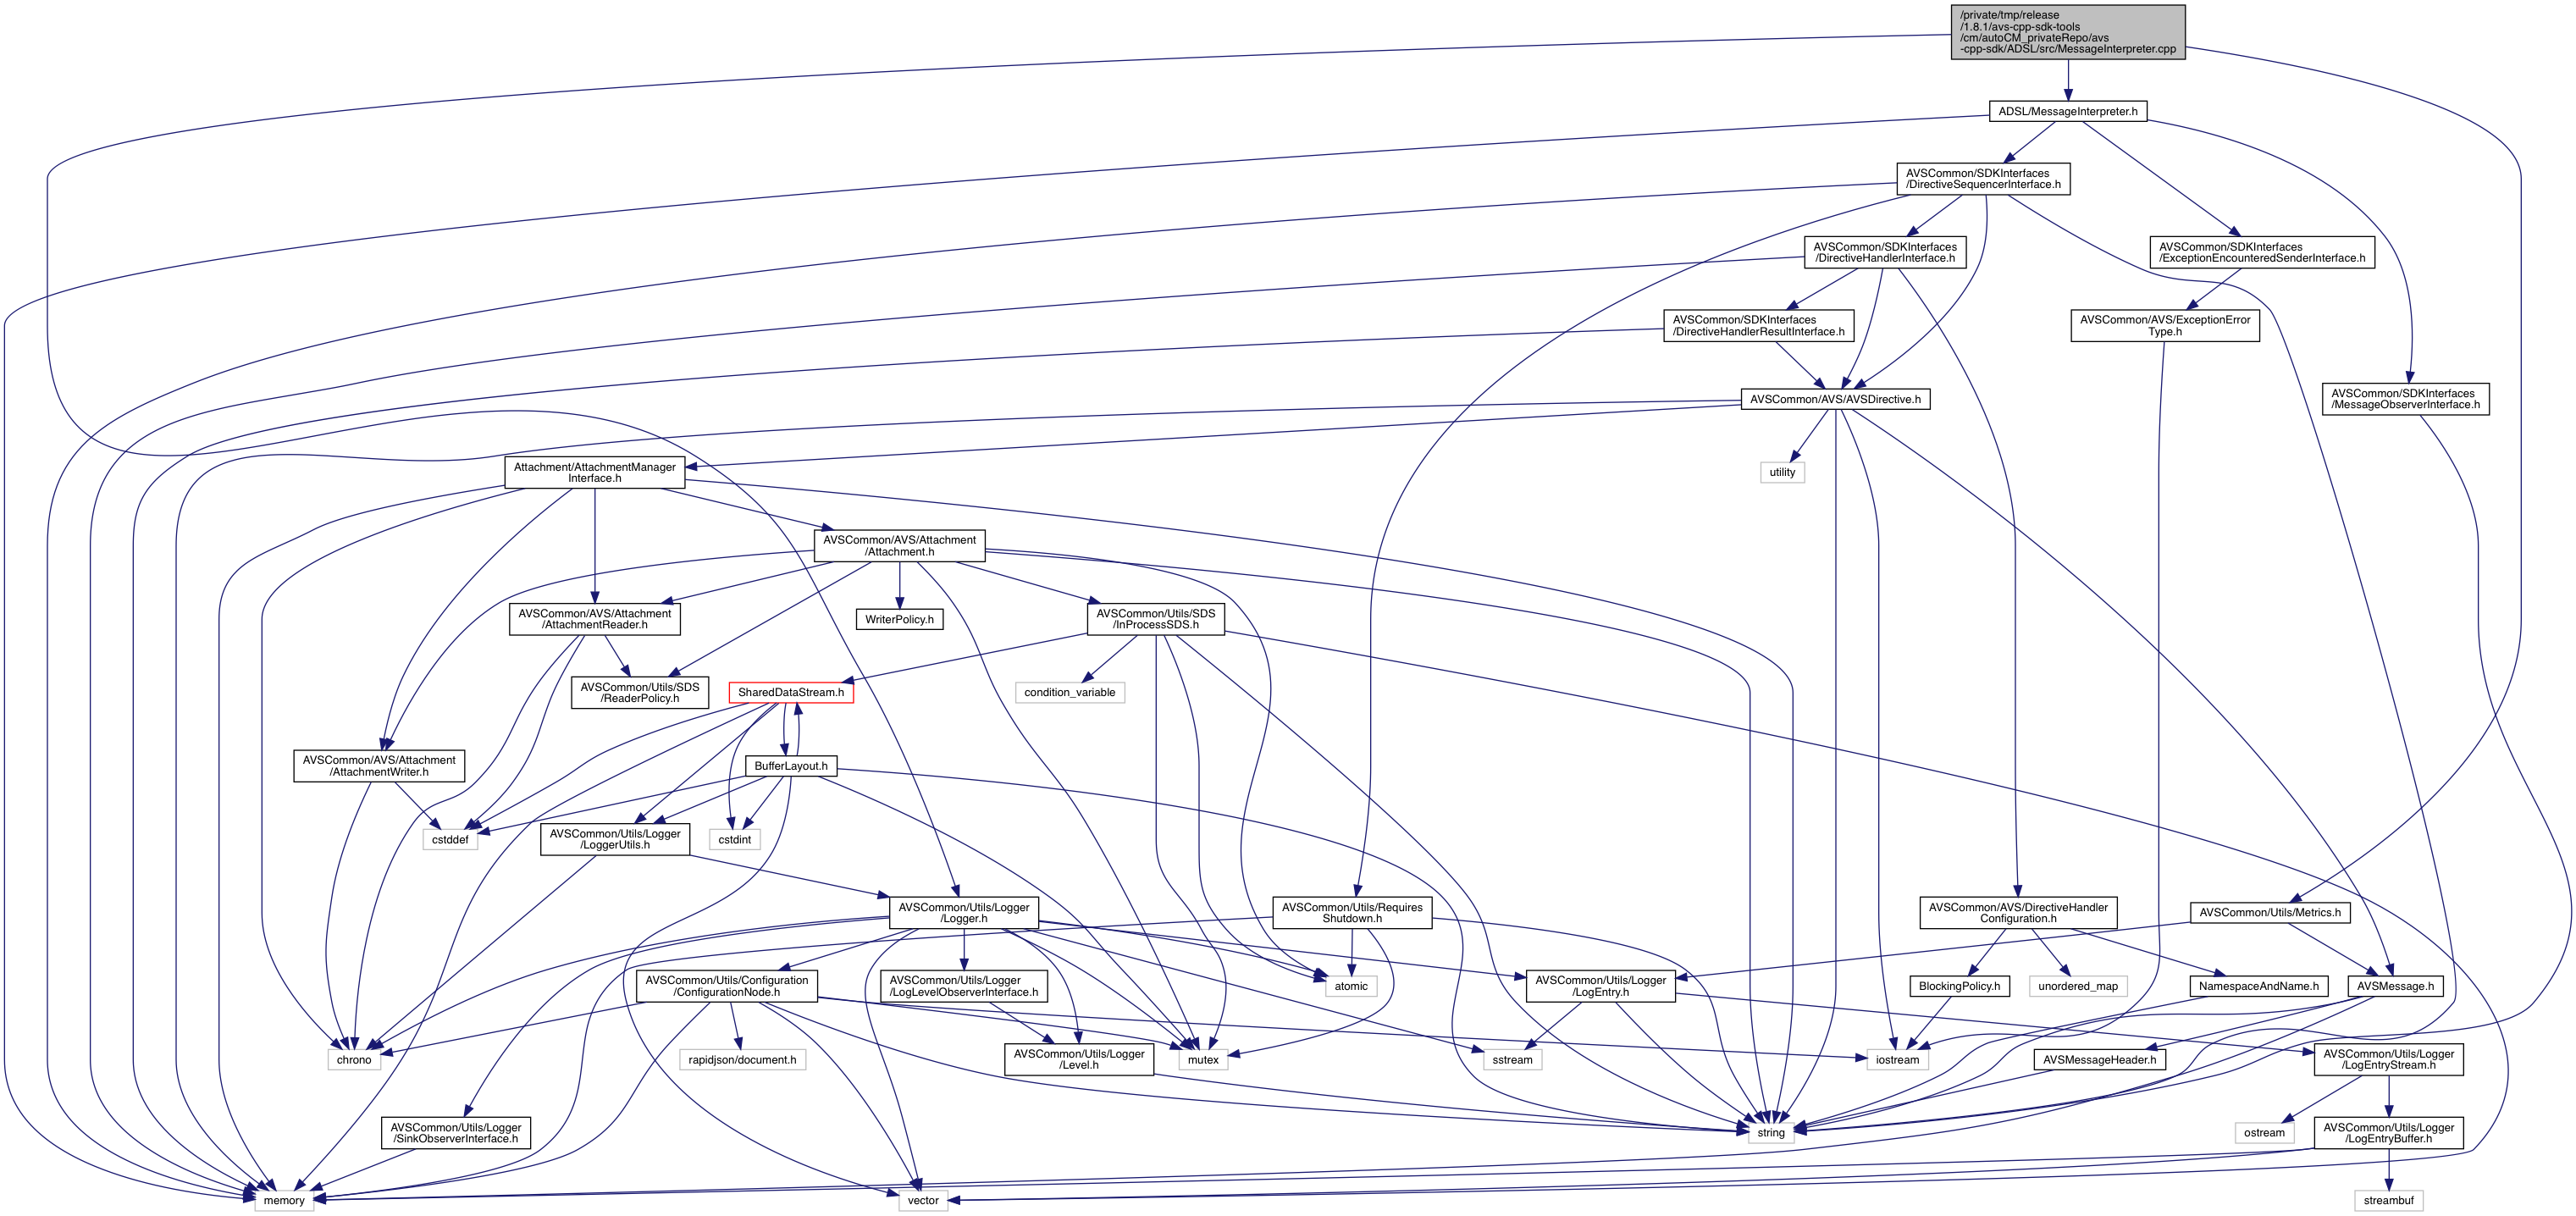 /private/tmp/release
/1.8.1/avs-cpp-sdk-tools
/cm/autoCM_privateRepo/avs
-cpp-sdk/ADSL/src/MessageInterpreter.cpp
ADSL/MessageInterpreter.h
AVSCommon/SDKInterfaces
/DirectiveSequencerInterface.h
AVSCommon/SDKInterfaces
/DirectiveHandlerInterface.h
AVSCommon/SDKInterfaces
/ExceptionEncounteredSenderInterface.h
AVSCommon/SDKInterfaces
/DirectiveHandlerResultInterface.h
AVSCommon/AVS/ExceptionError
Type.h
AVSCommon/AVS/AVSDirective.h
AVSCommon/SDKInterfaces
/MessageObserverInterface.h
Attachment/AttachmentManager
Interface.h
utility
AVSCommon/AVS/Attachment
/Attachment.h
AVSCommon/AVS/Attachment
/AttachmentReader.h
WriterPolicy.h
AVSCommon/Utils/SDS
/InProcessSDS.h
AVSCommon/Utils/SDS
/ReaderPolicy.h
SharedDataStream.h
condition_variable
AVSCommon/AVS/Attachment
/AttachmentWriter.h
BufferLayout.h
cstddef
AVSCommon/Utils/Logger
/LoggerUtils.h
cstdint
AVSCommon/Utils/Logger
/Logger.h
AVSCommon/Utils/Requires
Shutdown.h
AVSCommon/AVS/DirectiveHandler
Configuration.h
AVSCommon/Utils/Metrics.h
AVSCommon/Utils/Configuration
/ConfigurationNode.h
AVSCommon/Utils/Logger
/LogLevelObserverInterface.h
atomic
AVSCommon/Utils/Logger
/LogEntry.h
BlockingPolicy.h
unordered_map
NamespaceAndName.h
AVSMessage.h
chrono
rapidjson/document.h
AVSCommon/Utils/Logger
/Level.h
mutex
sstream
iostream
AVSMessageHeader.h
AVSCommon/Utils/Logger
/LogEntryStream.h
AVSCommon/Utils/Logger
/SinkObserverInterface.h
string
ostream
AVSCommon/Utils/Logger
/LogEntryBuffer.h
memory
vector
streambuf